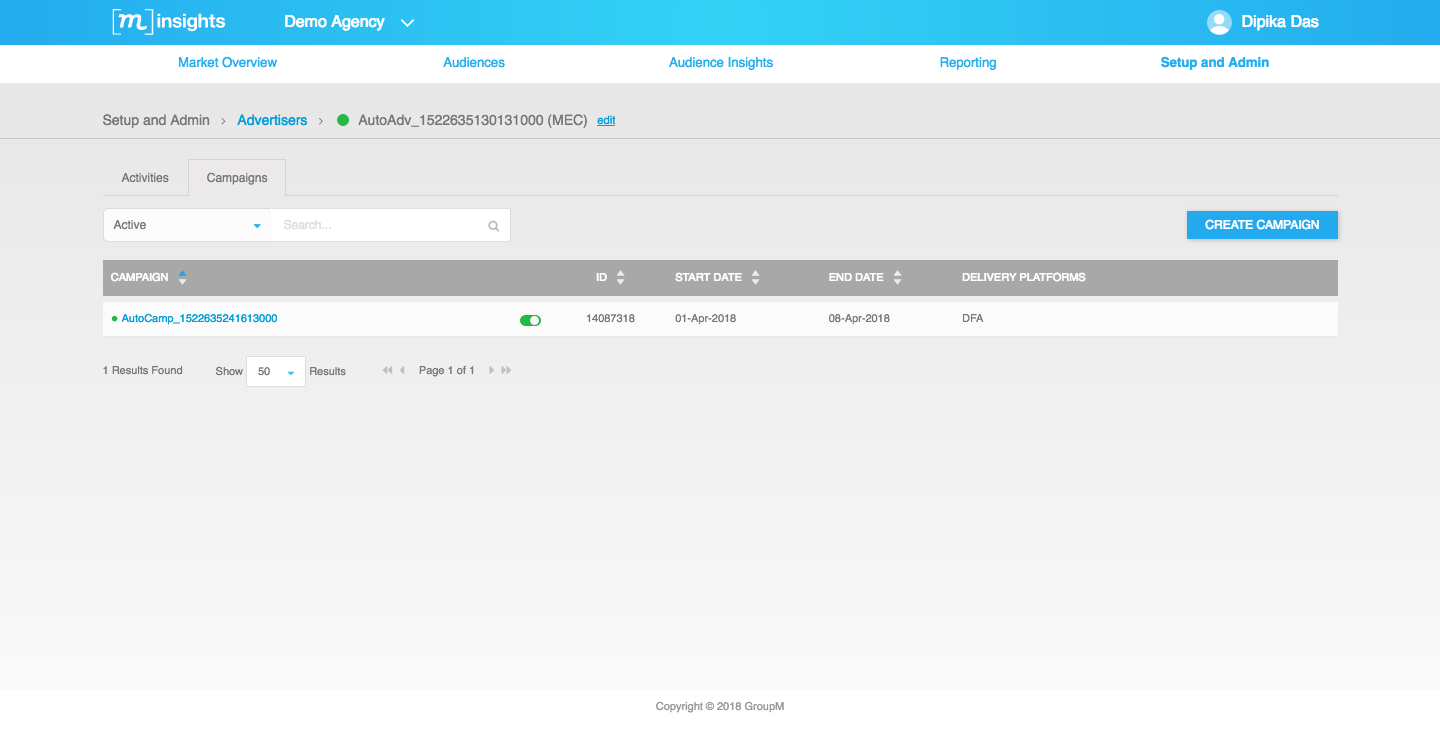 [m] insights Demo Agency Dipika Das
Market Overview Audiences Audience Insights Reporting Setup and Admin
Setup and Admin > Advertisers > AutoAdv_1522635130131000 (MEC) edit
Activities Campaigns
Active Search... CREATE CAMPAIGN
CAMPAIGN ID START DATE END DATE DELIVERY PLATFORMS
AutoCamp_1522635241613000 14087318 01-Apr-2018 08-Apr-2018 DFA
1 Results Found Show 50 Results Page 1 of 1
Copyright © 2018 GroupM